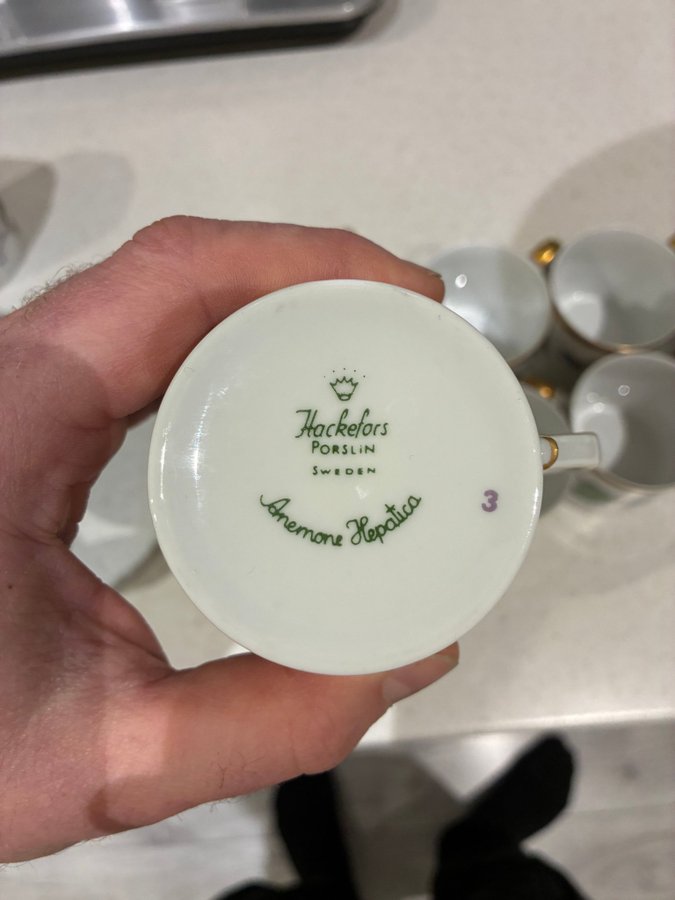 Hackefors
PORSLIN
SWEDEN
Anemone Hepatica
3